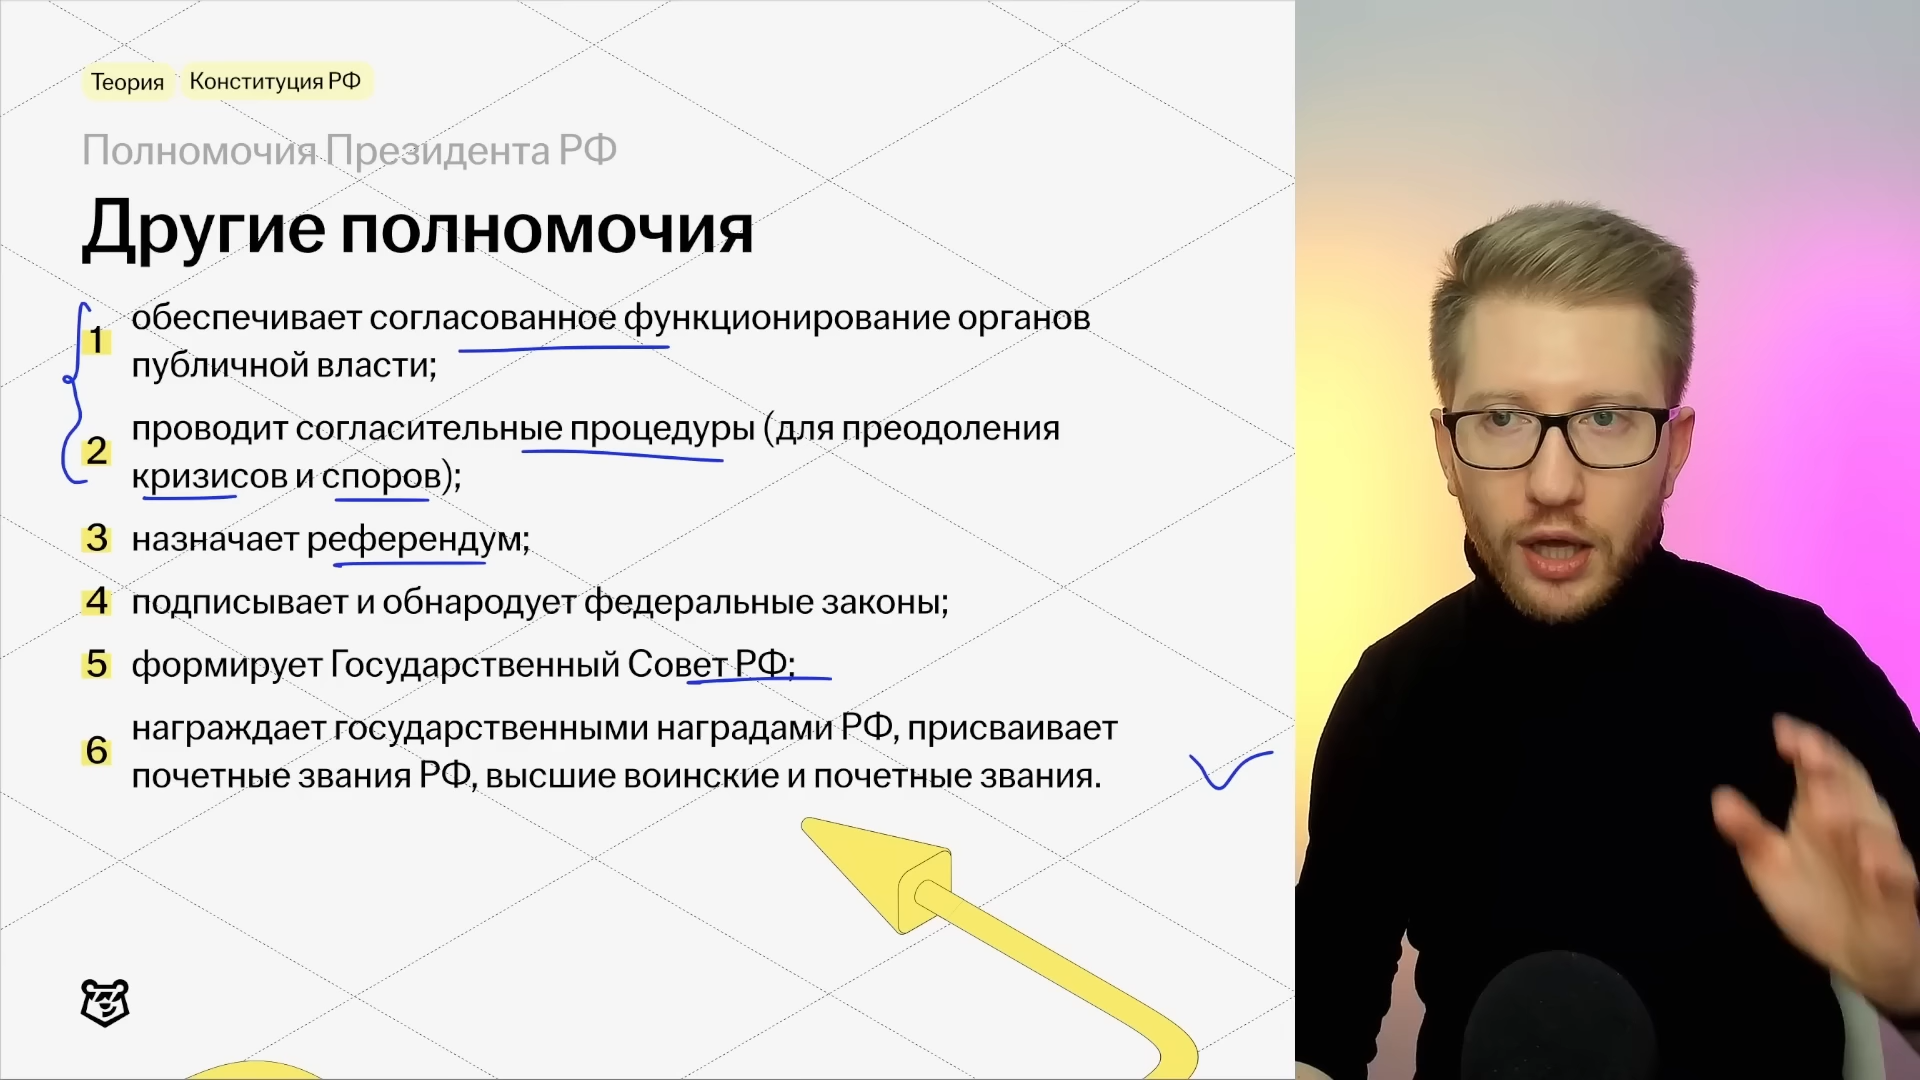 Теория Конституция РФ
Полномочия Президента РФ
Другие полномочия
1 обеспечивает согласованное функционирование органов
публичной власти;
2 проводит согласительные процедуры (для преодоления
кризисов и споров);
3 назначает референдум;
4 подписывает и обнародует федеральные законы;
5 формирует Государственный Совет РФ;
6 награждает государственными наградами РФ, присваивает
почетные звания РФ, высшие воинские и почетные звания.